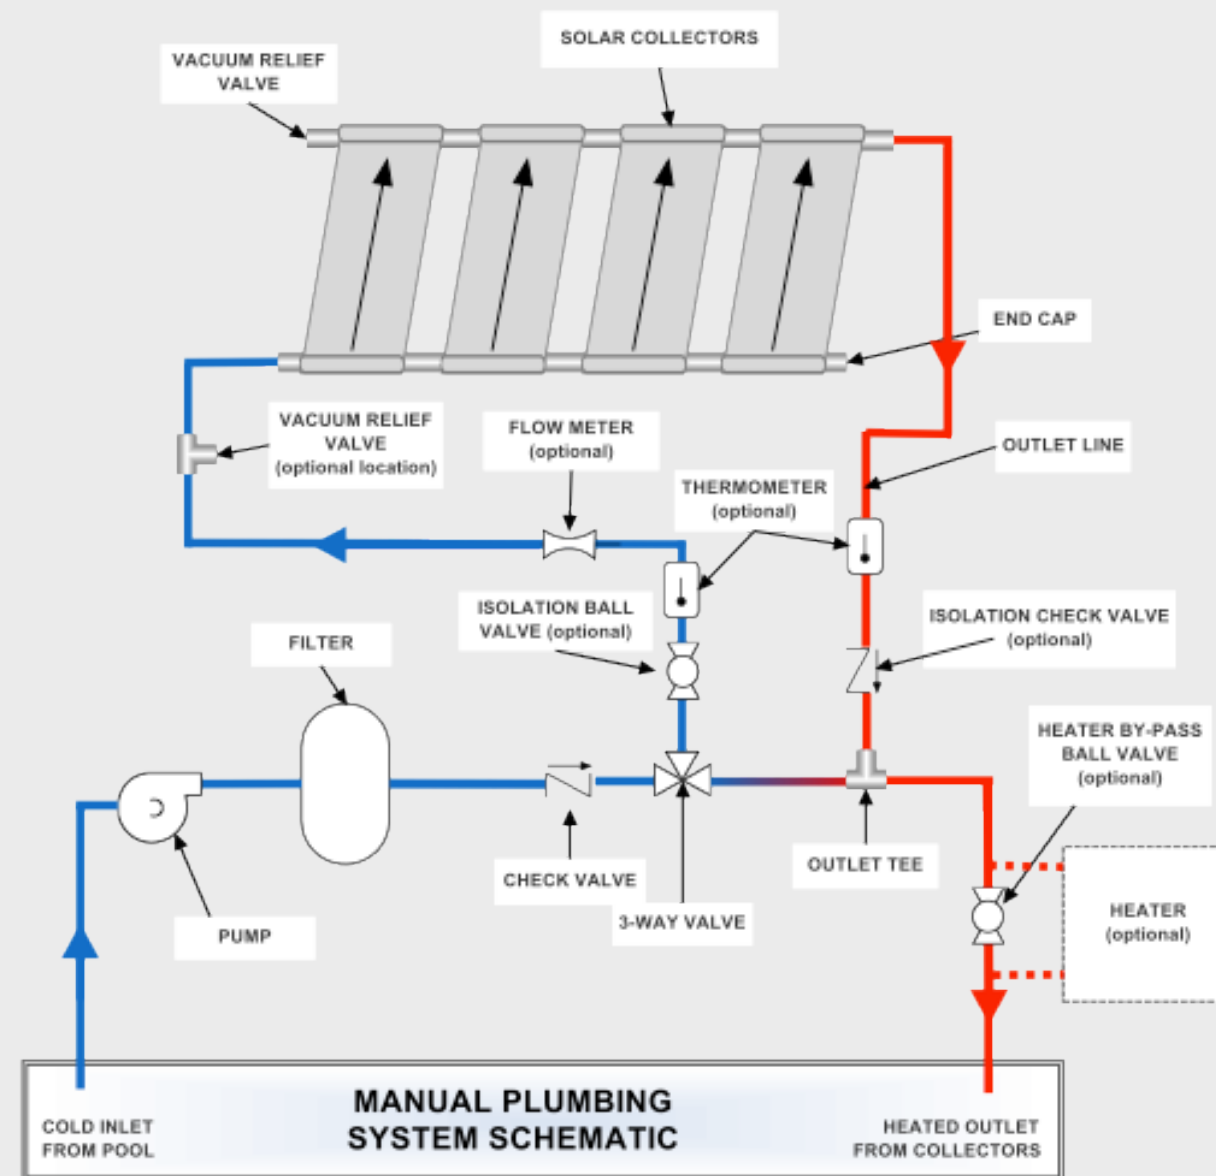 SOLAR COLLECTORS
VACUUM RELIEF
VALVE
END CAP
VACUUM RELIEF
VALVE
(optional location)
FLOW METER
(optional)
OUTLET LINE
THERMOMETER
(optional)
ISOLATION BALL
VALVE (optional)
ISOLATION CHECK VALVE
(optional)
FILTER
HEATER BY-PASS
BALL VALVE
(optional)
OUTLET TEE
CHECK VALVE
3-WAY VALVE
PUMP
HEATER
(optional)
MANUAL PLUMBING
SYSTEM SCHEMATIC
COLD INLET
FROM POOL
HEATED OUTLET
FROM COLLECTORS